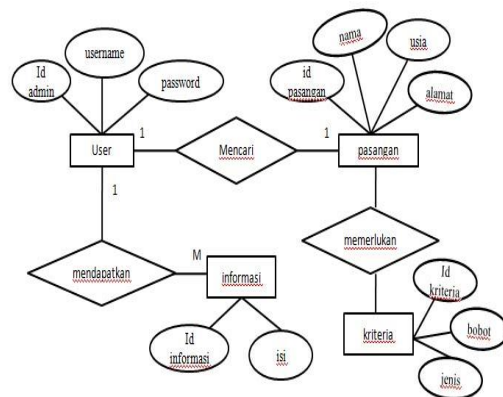 username
Id
admin
password
nama
usia
id
pasangan
alamat
User
1
Mencari
1
pasangan
1
mendapatkan
M
informasi
memerlukan
Id
kriteria
kriteria
bobot
jenis
Id
informasi
isi